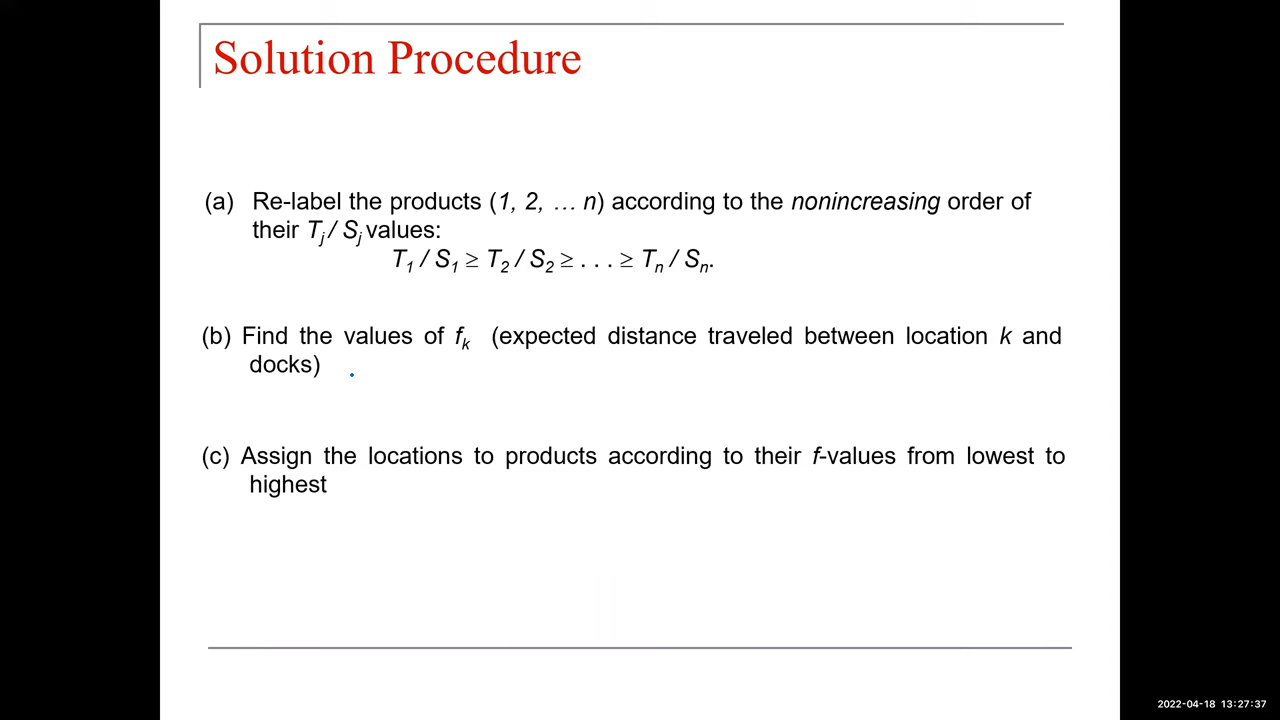 Solution Procedure
(a) Re-label the products (1, 2, … n) according to the nonincreasing order of
their Tj / Sj values:
T1 / S1 ≥ T2 / S2 ≥ . . . ≥ Tn / Sn.
(b) Find the values of fk (expected distance traveled between location k and
docks)
(c) Assign the locations to products according to their f-values from lowest to
highest
2022-04-18 13:27:37